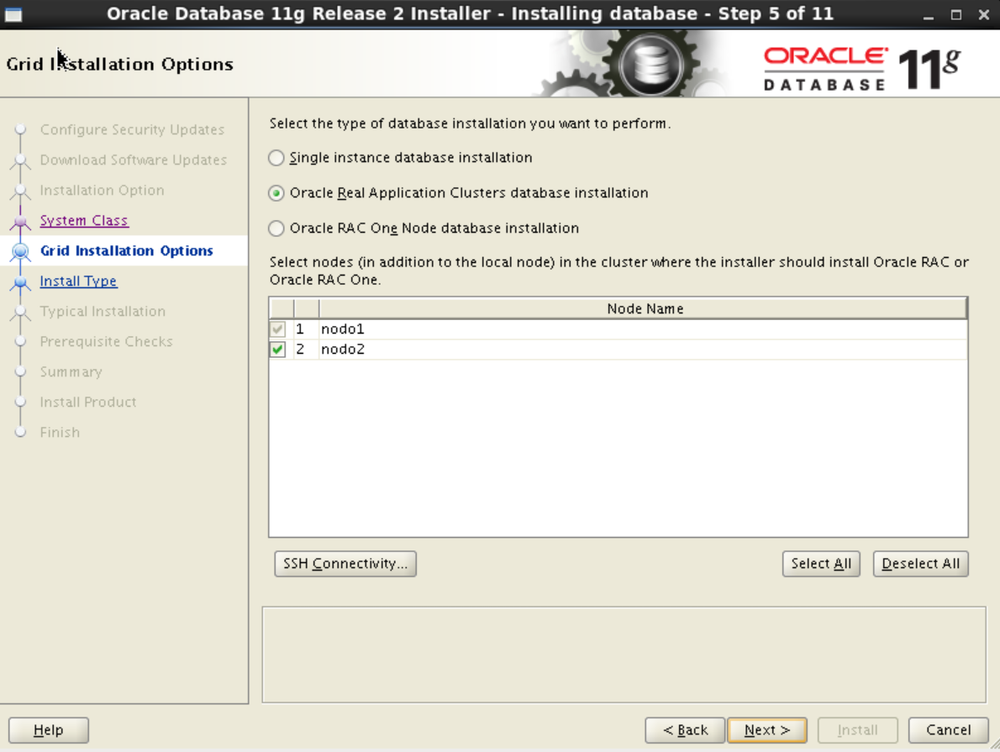 Oracle Database 11g Release 2 Installer - Installing database - Step 5 of 11
Grid Installation Options
ORACLE
DATABASE
11g
Configure Security Updates
Download Software Updates
Installation Option
System Class
Grid Installation Options
Install Type
Typical Installation
Prerequisite Checks
Summary
Install Product
Finish
Select the type of database installation you want to perform.
Single instance database installation
Oracle Real Application Clusters database installation
Oracle RAC One Node database installation
Select nodes (in addition to the local node) in the cluster where the installer should install Oracle RAC or
Oracle RAC One.
Node Name
1 nodo1
2 nodo2
SSH Connectivity...
Select All
Deselect All
Help
< Back
Next >
Install
Cancel